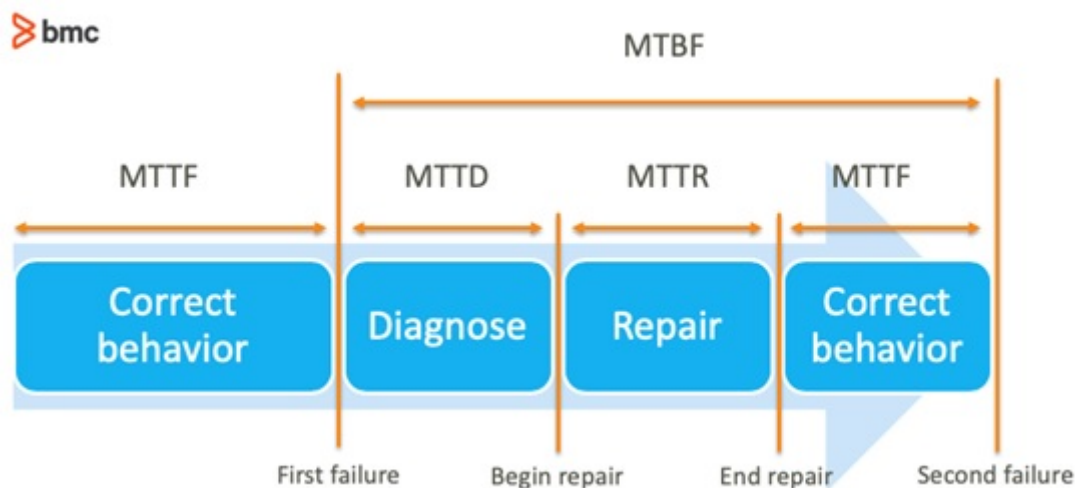 bmc
MTBF
MTTF
MTTD
MTTR
MTTF
Correct
behavior
Diagnose
Repair
Correct
behavior
First failure
Begin repair
End repair
Second failure